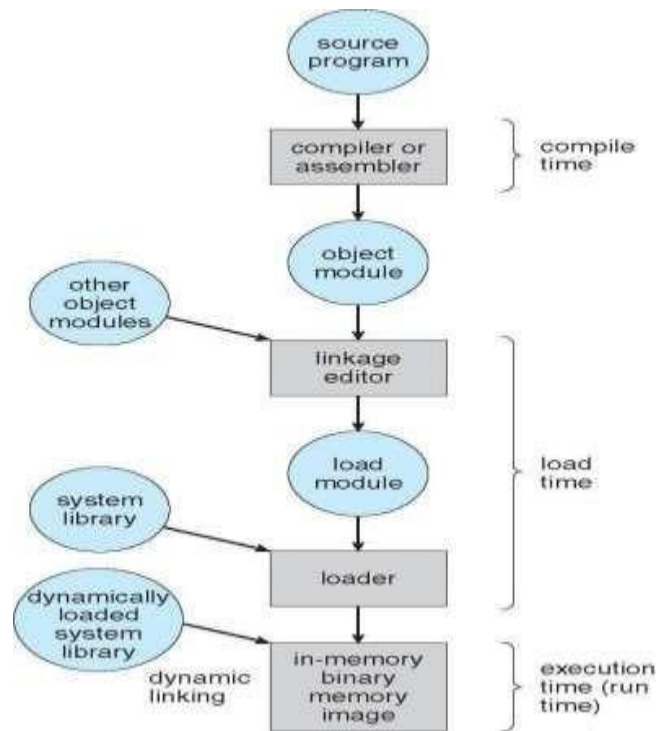 source
program
compiler or
assembler
compile
time
object
module
other
object
modules
linkage
editor
load
module
load
time
system
library
loader
dynamically
loaded
system
library
dynamic
linking
in-memory
binary
memory
image
execution
time (run
time)